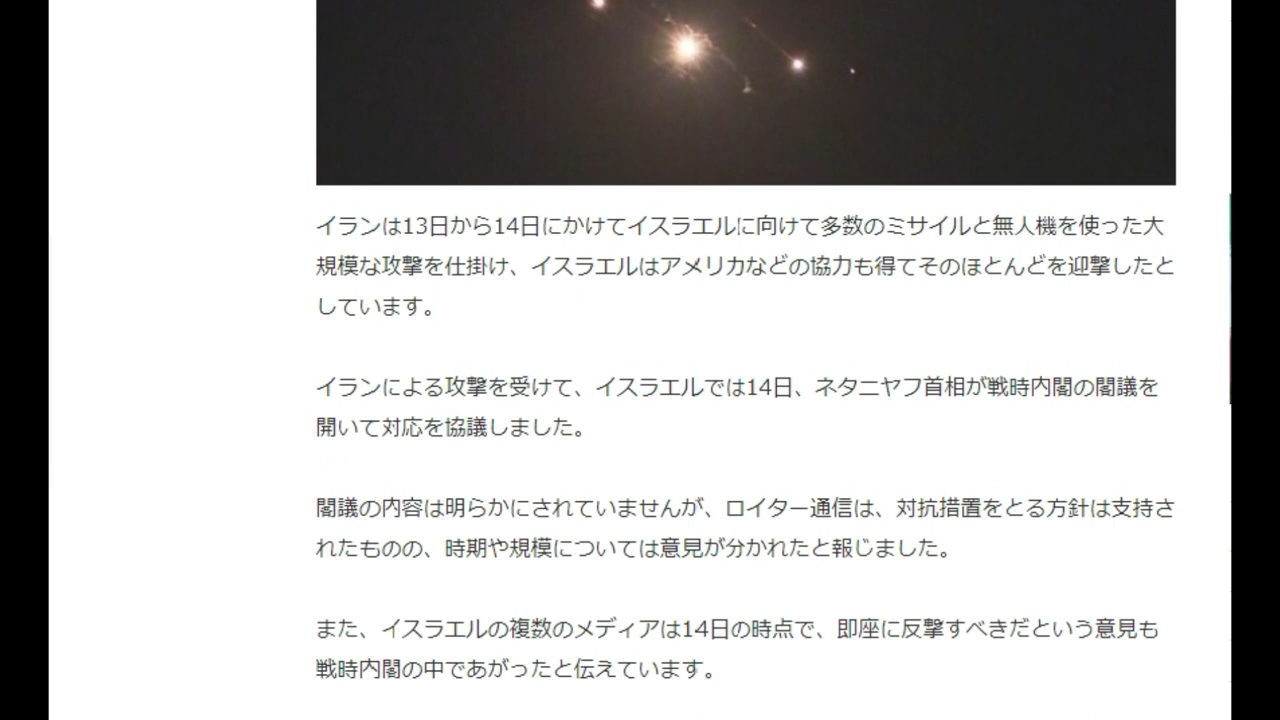 イランは13日から14日にかけてイスラエルに向けて多数のミサイルと無人機を使った大
規模な攻撃を仕掛け、イスラエルはアメリカなどの協力も得てそのほとんどを迎撃したと
しています。
イランによる攻撃を受けて、イスラエルでは14日、ネタニヤフ首相が戦時内閣の閣議を
開いて対応を協議しました。
閣議の内容は明らかにされていませんが、ロイター通信は、対抗措置をとる方針は支持さ
れたものの、時期や規模については意見が分かれたと報じました。
また、イスラエルの複数のメディアは14日の時点で、即座に反撃すべきだという意見も
戦時内閣の中であがったと伝えています。